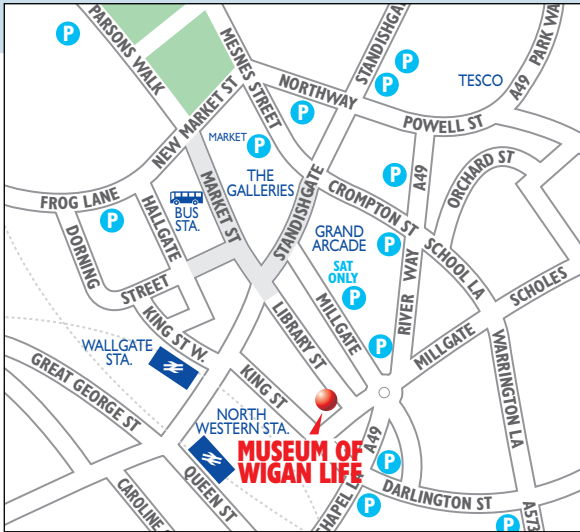 PARSONS WALK
P
MESNES STREET
STANDISHGATE
P
P
TESCO
A49
PARK WA
NORTHWAY
P
NEW MARKET ST
MARKET
P
POWELL ST
THE
GALLERIES
MARKET ST
STANDISHGATE
P
A49
ORCHARD ST
FROG LANE
P
HALLGATE
BUS
STA.
CROMPTON ST
GRAND
ARCADE
P
SCHOOL LA
SAT
ONLY
P
RIVER WAY
SCHOLES
DORNING
STREET
MILLGATE
P
MILLGATE
WARRINGTON LA
LIBRARY ST
KING ST W.
WALLGATE
STA.
KING ST
GREAT GEORGE ST
NORTH
WESTERN STA.
MUSEUM OF
WIGAN LIFE
A49
P
QUEEN ST
CAROLINE
CHAPEL LA
P
DARLINGTON ST
P
A573